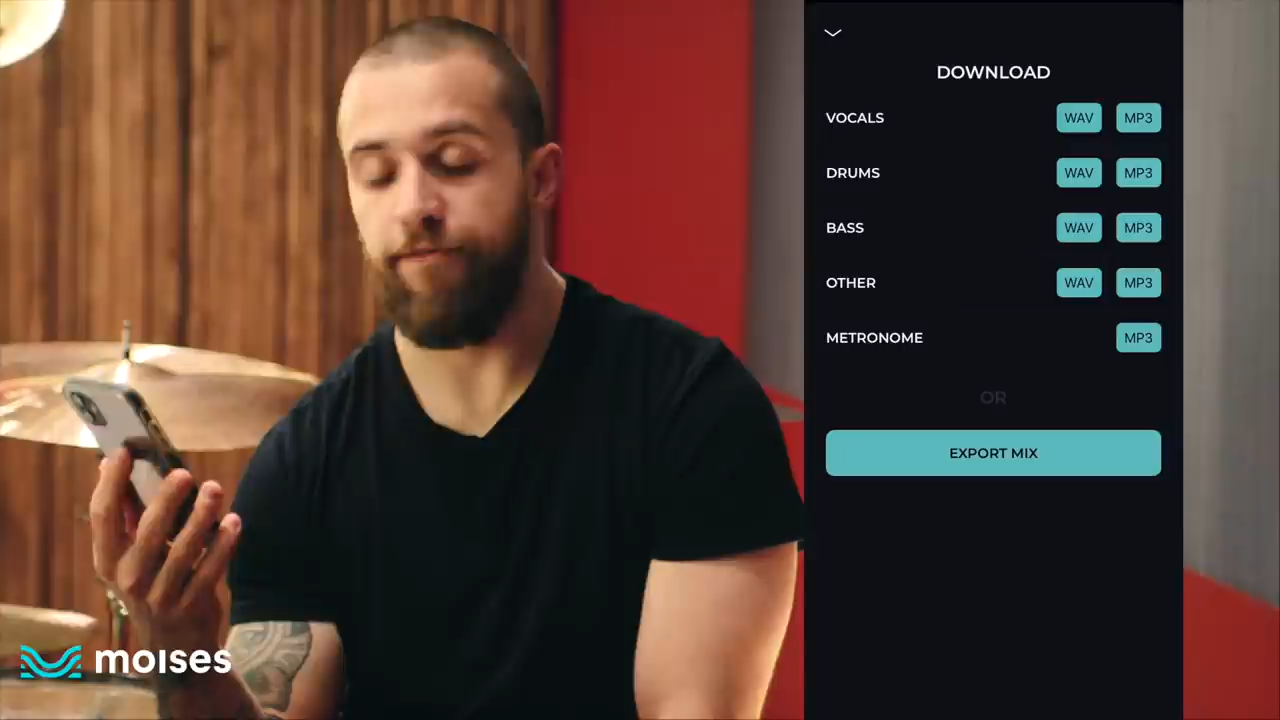 DOWNLOAD
VOCALS WAV MP3
DRUMS WAV MP3
BASS WAV MP3
OTHER WAV MP3
METRONOME MP3
OR
EXPORT MIX
moises